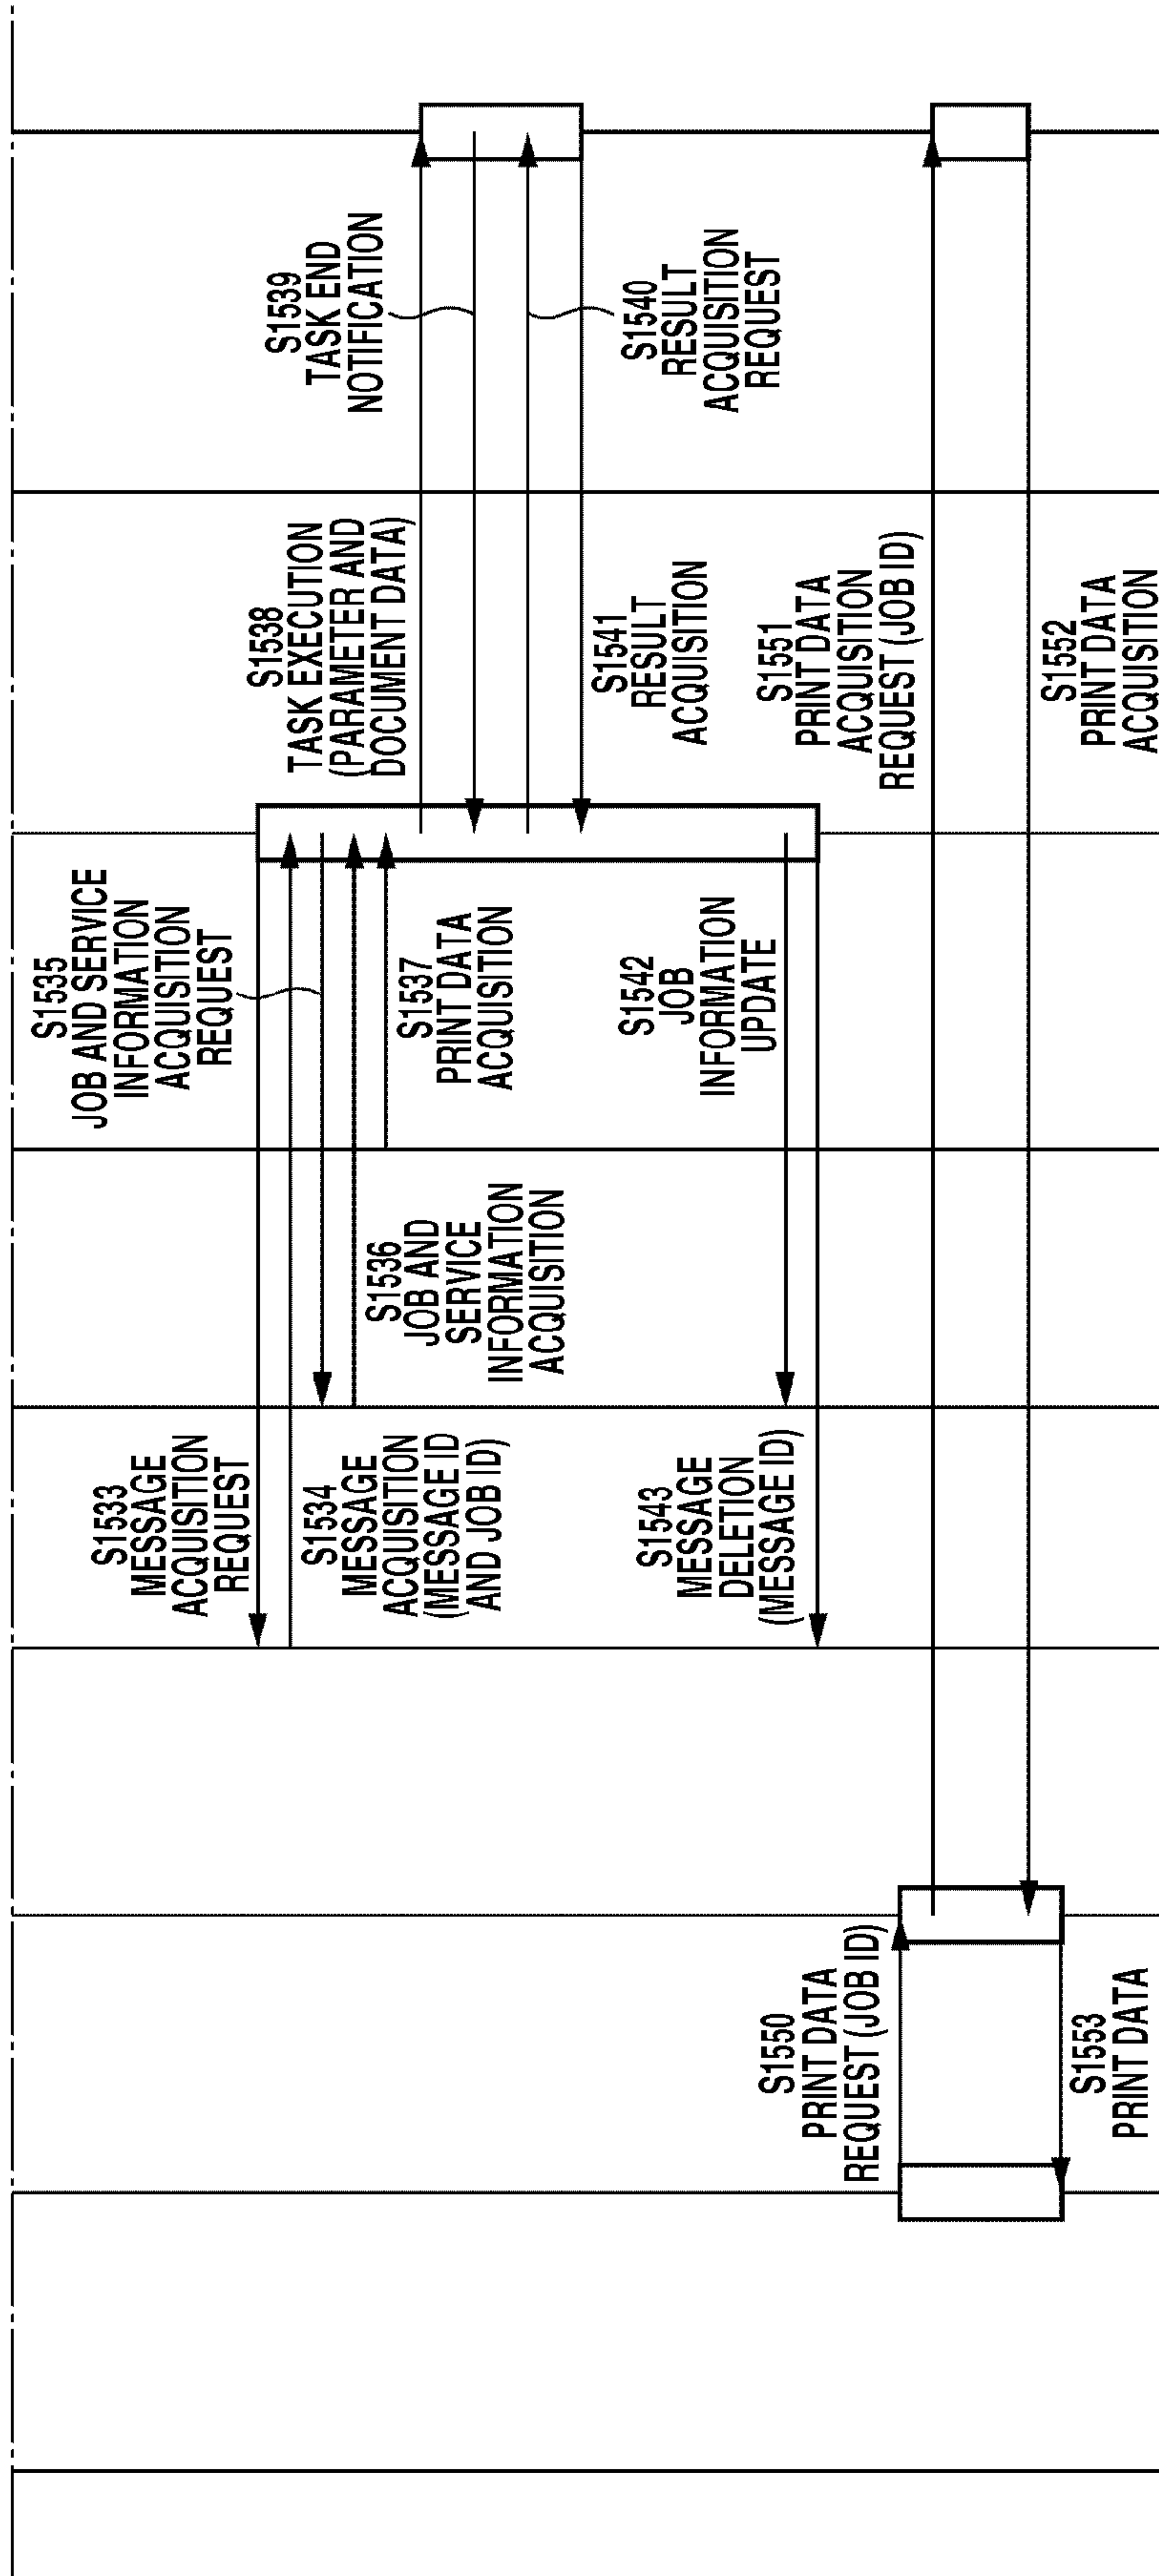 S1533
MESSAGE
ACQUISITION
REQUEST
S1534
MESSAGE
ACQUISITION
(MESSAGE ID
AND JOB ID)
S1535
JOB AND SERVICE
INFORMATION
ACQUISITION
REQUEST
S1536
JOB AND
SERVICE
INFORMATION
ACQUISITION
S1537
PRINT DATA
ACQUISITION
S1538
TASK EXECUTION
(PARAMETER AND
DOCUMENT DATA)
S1539
TASK END
NOTIFICATION
S1540
RESULT
ACQUISITION
REQUEST
S1541
RESULT
ACQUISITION
S1542
JOB
INFORMATION
UPDATE
S1543
MESSAGE
DELETION
(MESSAGE ID)
S1550
PRINT DATA
REQUEST (JOB ID)
S1551
PRINT DATA
ACQUISITION
REQUEST (JOB ID)
S1552
PRINT DATA
ACQUISITION
S1553
PRINT DATA